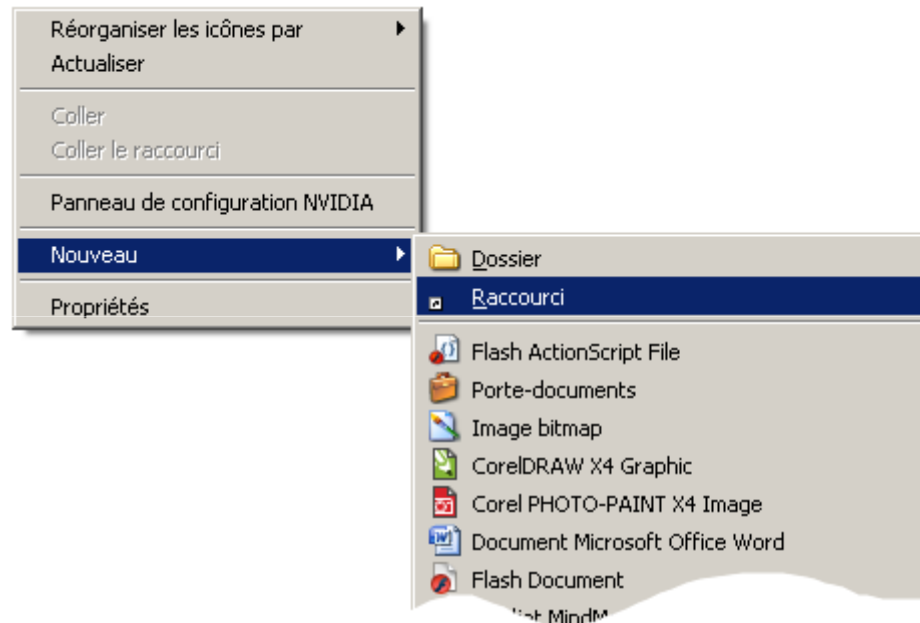 Réorganiser les icônes par
Actualiser
Coller
Coller le raccourci
Panneau de configuration NVIDIA
Nouveau
Propriétés
Dossier
Raccourci
Flash ActionScript File
Porte-documents
Image bitmap
CorelDRAW X4 Graphic
Corel PHOTO-PAINT X4 Image
Document Microsoft Office Word
Flash Document